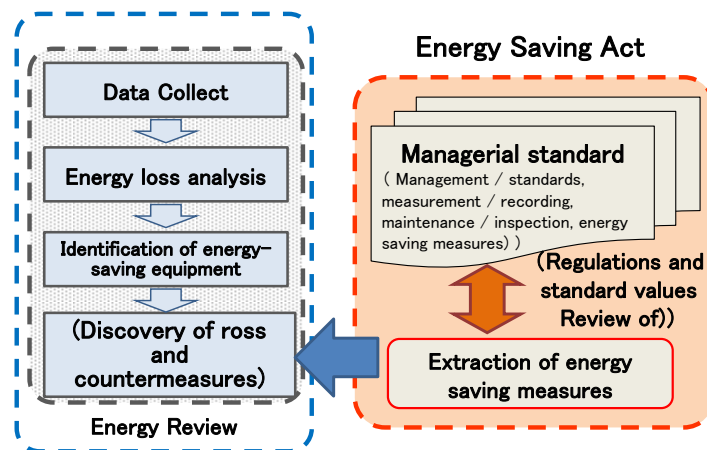 Data Collect
Energy loss analysis
Identification of energy-
saving equipment
(Discovery of ross
and
countermeasures)
Energy Review
Energy Saving Act
Managerial standard
( Management / standards,
measurement / recording,
maintenance / inspection, energy
saving measures) )
(Regulations and
standard values
Review of))
Extraction of energy
saving measures